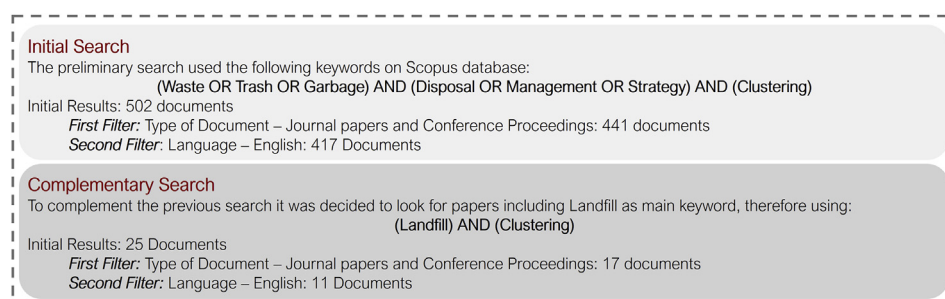 Initial Search
The preliminary search used the following keywords on Scopus database:
(Waste OR Trash OR Garbage) AND (Disposal OR Management OR Strategy) AND (Clustering)
Initial Results: 502 documents
First Filter: Type of Document – Journal papers and Conference Proceedings: 441 documents
Second Filter: Language – English: 417 Documents
Complementary Search
To complement the previous search it was decided to look for papers including Landfill as main keyword, therefore using:
(Landfill) AND (Clustering)
Initial Results: 25 Documents
First Filter: Type of Document – Journal papers and Conference Proceedings: 17 documents
Second Filter: Language – English: 11 Documents